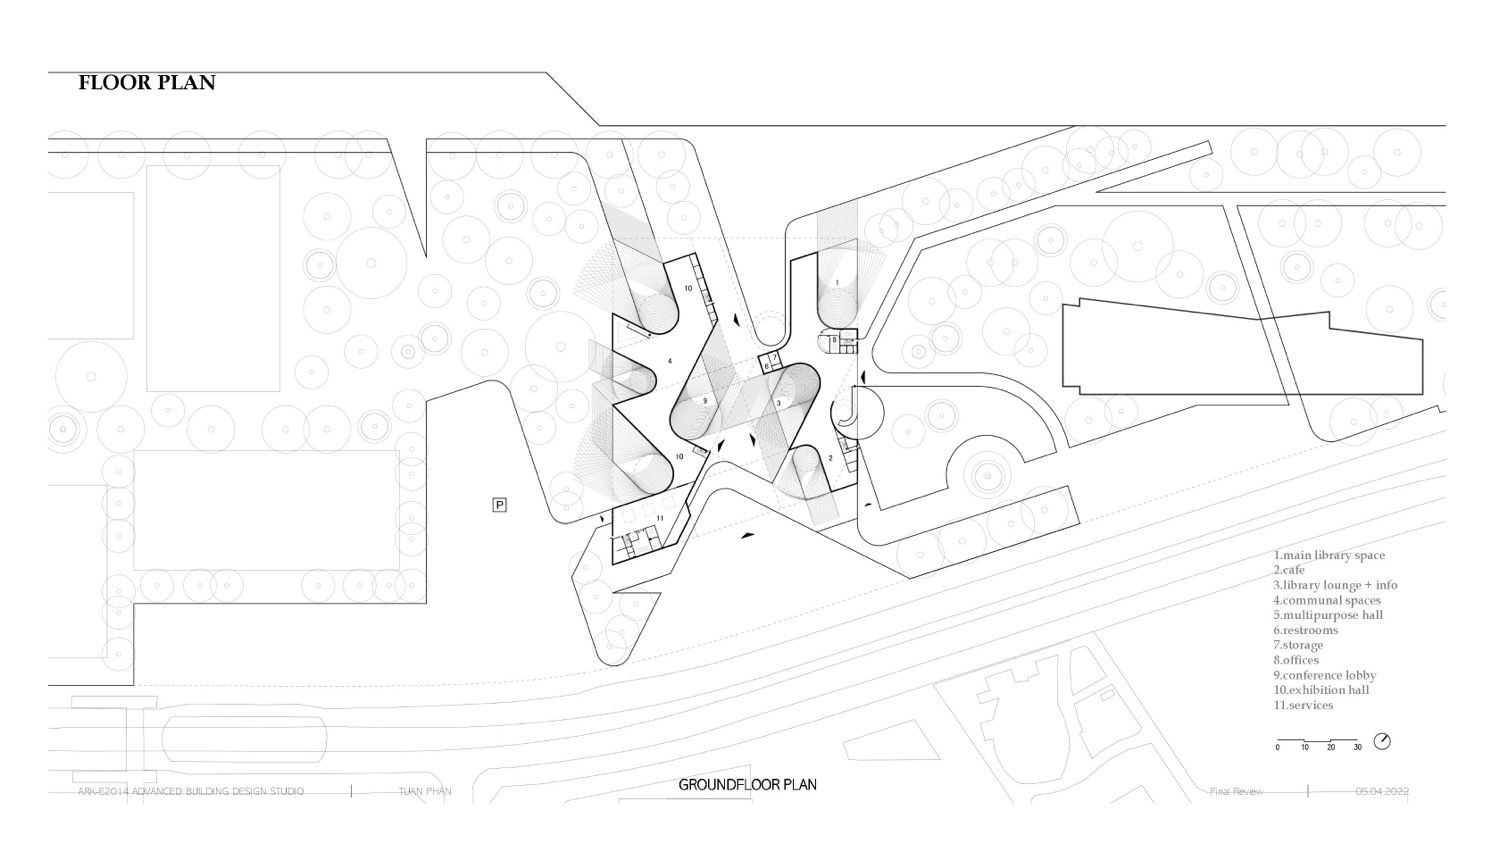 FLOOR PLAN
10
1
8
7
6
4
9
3
10
2
11
P
1.main library space
2.cafe
3.library lounge + info
4.communal spaces
5.multipurpose hall
6.restrooms
7.storage
8.offices
9.conference lobby
10.exhibition hall
11.services
0 10 20 30
GROUNDFLOOR PLAN
ARK-E2014 ADVANCED BUILDING DESIGN STUDIO | TUAN PHAN
Final Review | 05.04.2022